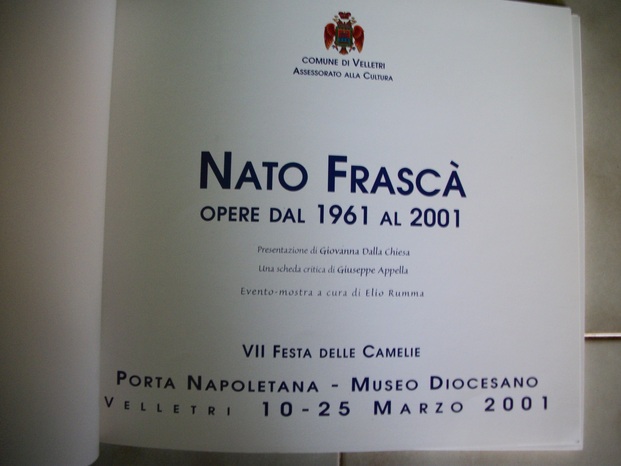 COMUNE DI VELLETRI
ASSESSORATO ALLA CULTURA
NATO FRASCÀ
OPERE DAL 1961 AL 2001
Presentazione di Giovanna Dalla Chiesa
Una scheda critica di Giuseppe Appella
Evento-mostra a cura di Elio Rumma
VII FESTA DELLE CAMELIE
PORTA NAPOLETANA - MUSEO DIOCESANO
VELLETRI 10-25 MARZO 2001